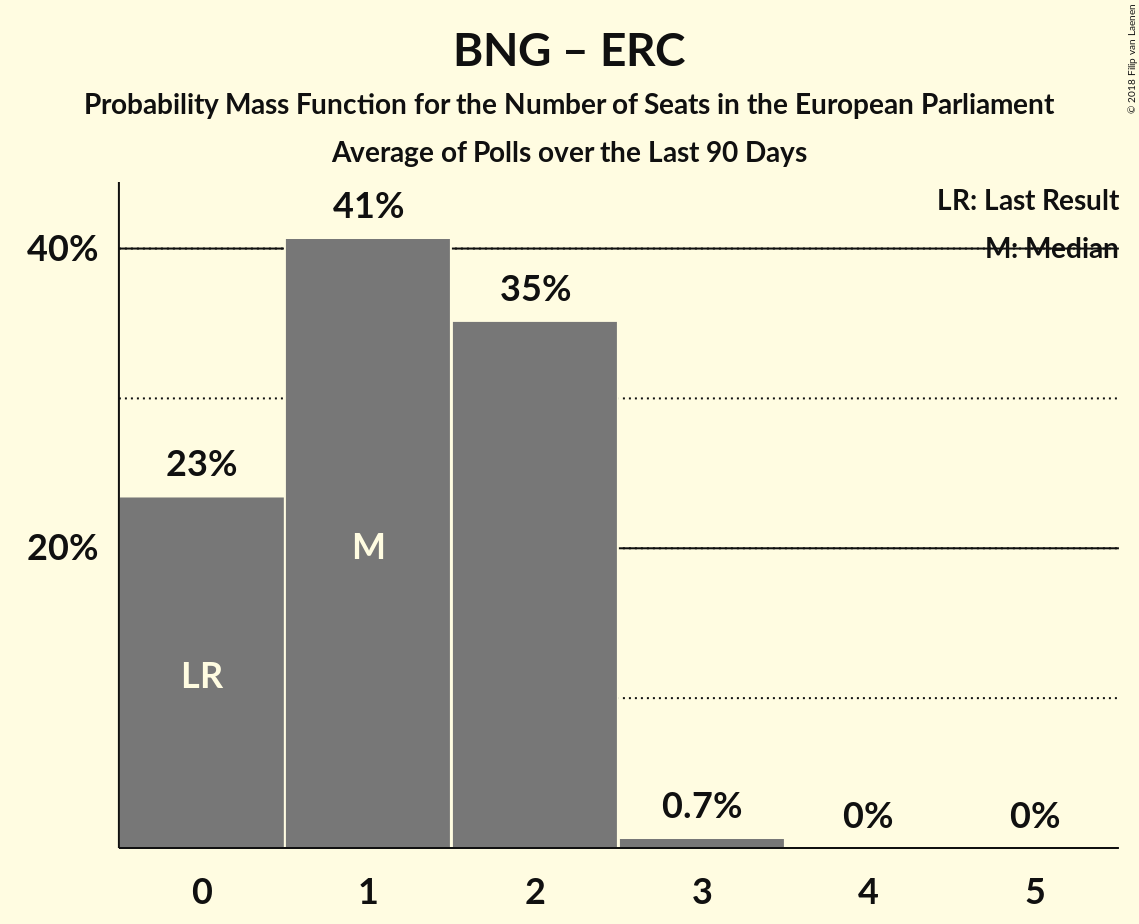 BNG – ERC
Probability Mass Function for the Number of Seats in the European Parliament
Average of Polls over the Last 90 Days
© 2018 Filip van Laenen
LR: Last Result
M: Median
41%
40%
35%
23%
20%
M
LR
0.7%
0%
0%
0
1
2
3
4
5